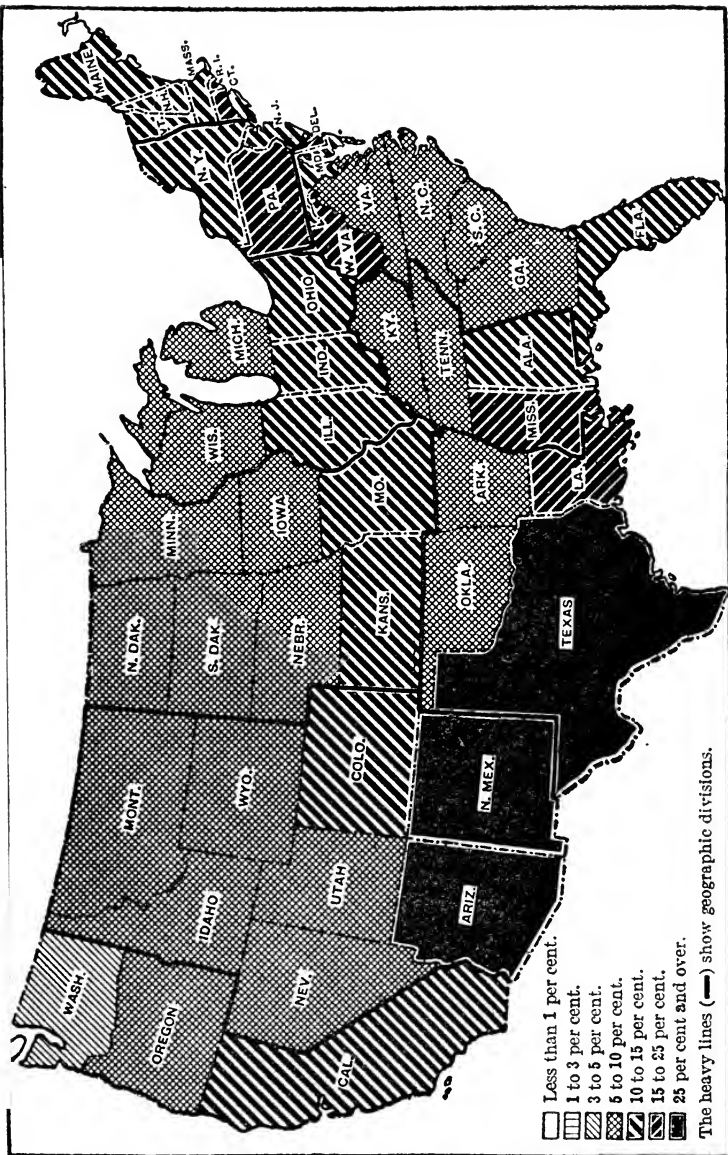 WASH.
OREGON
CAL.
NEV.
IDAHO
MONT.
WYO.
UTAH
ARIZ.
COLO.
N. MEX.
N. DAK.
S. DAK.
NEBR.
KANS.
OKLA.
TEXAS
MINN.
IOWA
MO.
ARK.
LA.
WIS.
ILL.
MICH.
IND.
OHIO
KY.
TENN.
MISS.
ALA.
GA.
FLA.
S.C.
N.C.
VA.
W.VA.
MD.
DEL.
PA.
N.J.
N.Y.
CT.
R.I.
MASS.
VT.
N.H.
MAINE
Less than 1 per cent.
1 to 3 per cent.
3 to 5 per cent.
5 to 10 per cent.
10 to 15 per cent.
15 to 25 per cent.
25 per cent and over.
The heavy lines (—) show geographic divisions.